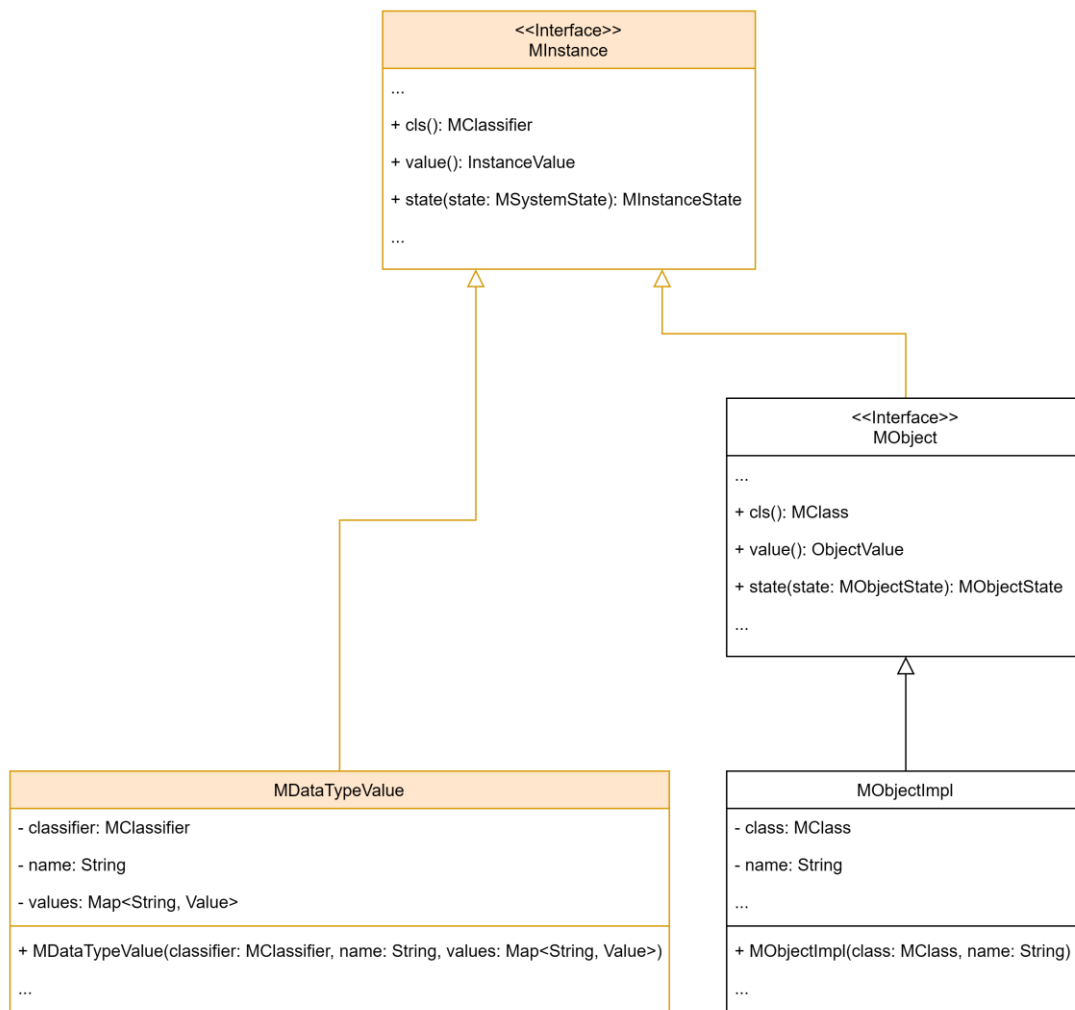 <<Interface>>
MInstance
...
+ cls(): MClassifier
+ value(): InstanceValue
+ state(state: MSystemState): MInstanceState
...
<<Interface>>
MObject
...
+ cls(): MClass
+ value(): ObjectValue
+ state(state: MObjectState): MObjectState
...
MDataTypeValue
- classifier: MClassifier
- name: String
- values: Map<String, Value>
+ MDataTypeValue(classifier: MClassifier, name: String, values: Map<String, Value>)
...
MObjectImpl
- class: MClass
- name: String
...
+ MObjectImpl(class: MClass, name: String)
...